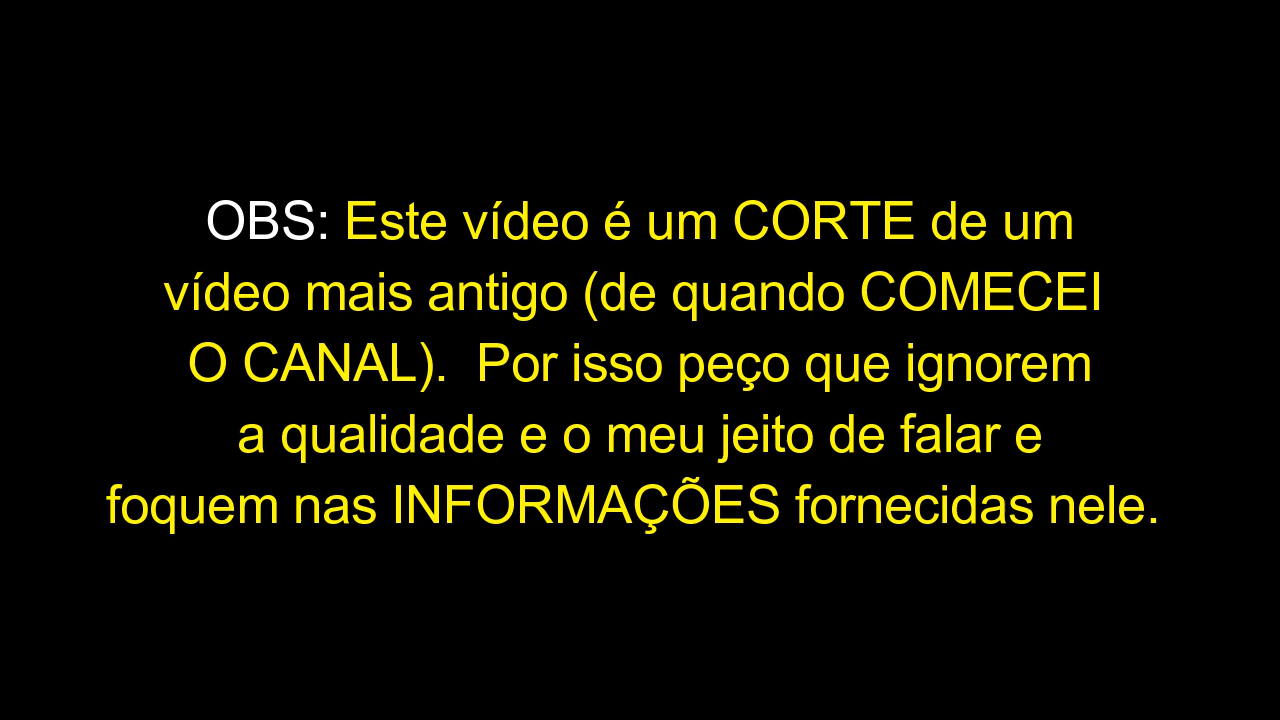 OBS: Este vídeo é um CORTE de um
vídeo mais antigo (de quando COMECEI
O CANAL). Por isso peço que ignorem
a qualidade e o meu jeito de falar e
foquem nas INFORMAÇÕES fornecidas nele.